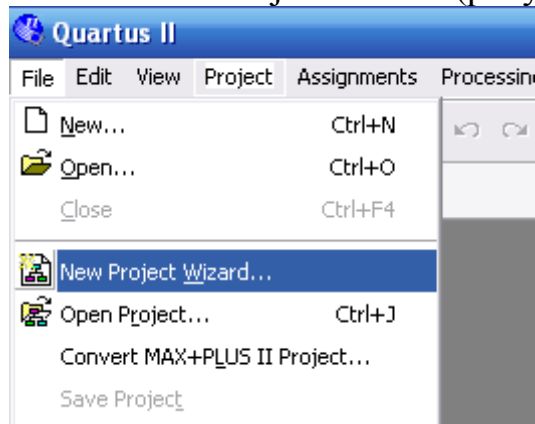 Quartus II
File Edit View Project Assignments
New... Ctrl+N
Open... Ctrl+O
Close Ctrl+F4
New Project Wizard...
Open Project... Ctrl+J
Convert MAX+PLUS II Project...
Save Project